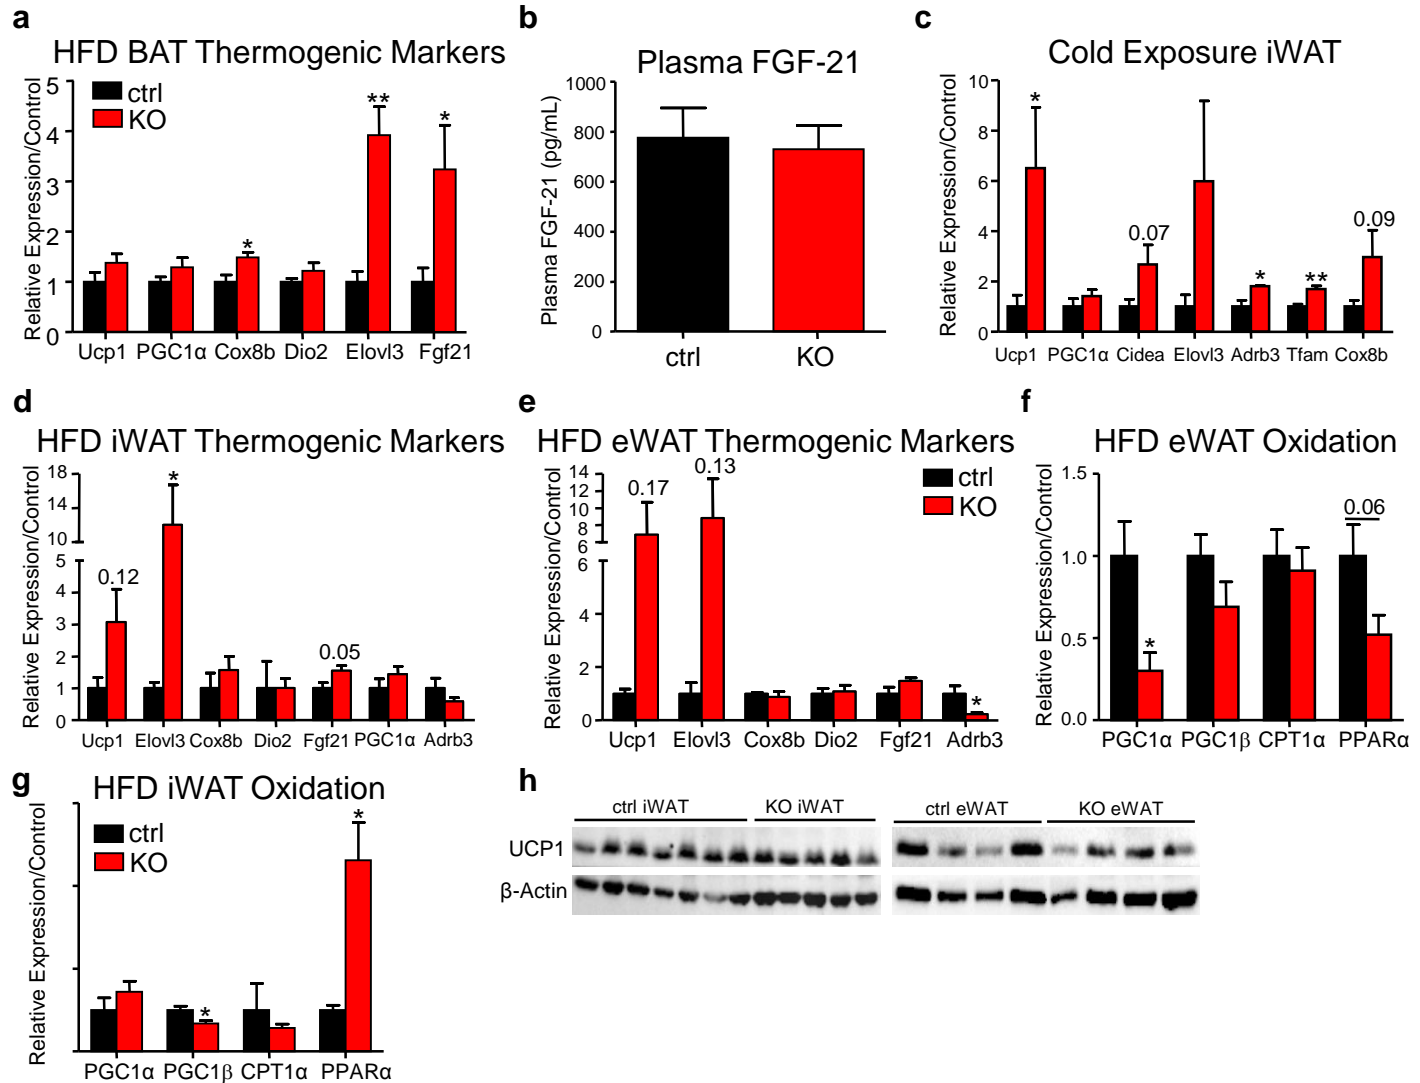 a
HFD BAT Thermogenic Markers
Relative Expression/Control
5
4
3
2
1
0
ctrl
KO
*
**
*
Ucp1 PGC1α Cox8b Dio2 Elovl3 Fgf21
b
Plasma FGF-21
Plasma FGF-21 (pg/mL)
1000
800
600
400
200
0
ctrl KO
c
Cold Exposure iWAT
Relative Expression/Control
10
8
6
4
2
0
*
0.07
*
**
0.09
Ucp1 PGC1α Cidea Elovl3 Adrb3 Tfam Cox8b
d
HFD iWAT Thermogenic Markers
Relative Expression/Control
18
14
10
5
4
3
2
1
0
0.12
*
0.05
Ucp1 Elovl3 Cox8b Dio2 Fgf21 PGC1α Adrb3
e
HFD eWAT Thermogenic Markers
Relative Expression/Control
14
12
10
8
6
6
4
2
0
0.17
0.13
*
ctrl
KO
Ucp1 Elovl3 Cox8b Dio2 Fgf21 Adrb3
f
HFD eWAT Oxidation
Relative Expression/Control
1.5
1.0
0.5
0.0
*
0.06
PGC1α PGC1β CPT1α PPARα
g
HFD iWAT Oxidation
Relative Expression/Control
ctrl
KO
*
*
PGC1α PGC1β CPT1α PPARα
h
ctrl iWAT KO iWAT ctrl eWAT KO eWAT
UCP1
β-Actin